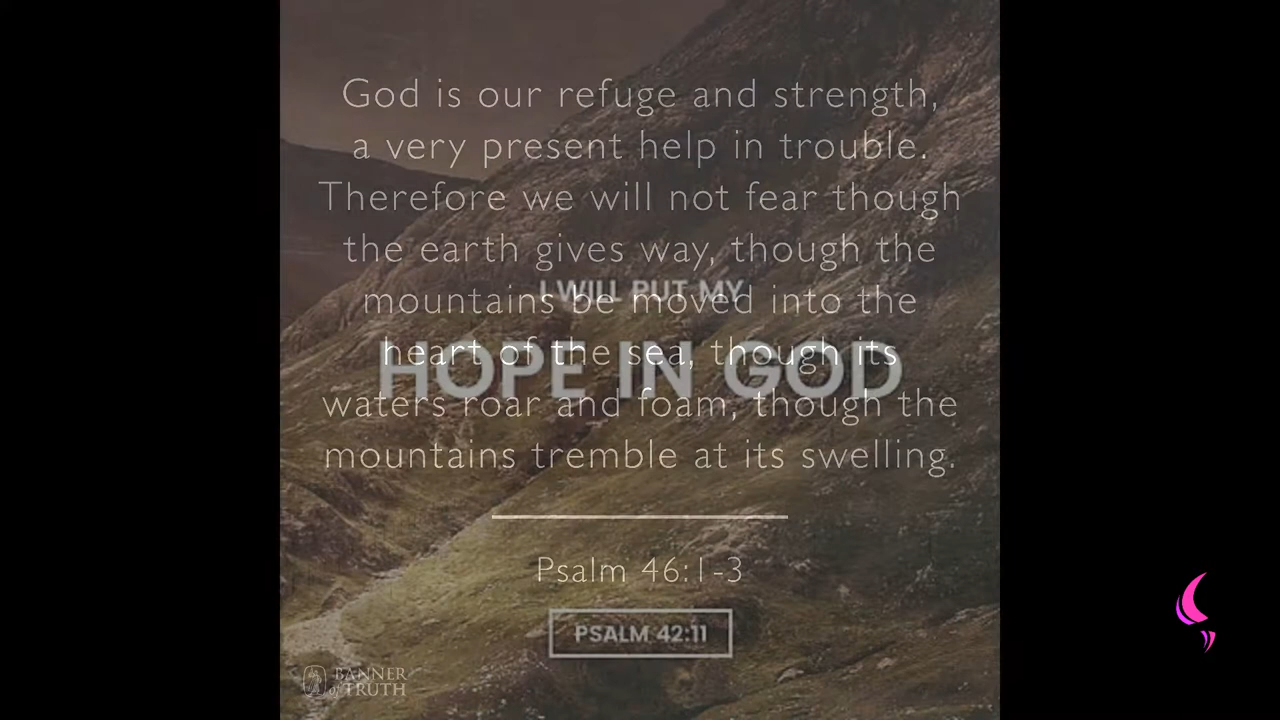 God is our refuge and strength,
a very present help in trouble.
Therefore we will not fear though
the earth gives way, though the
I WILL PUT MY
mountains be moved into the
heart of the sea, though its
HOPE IN GOD
waters roar and foam, though the
mountains tremble at its swelling.
Psalm 46:1-3
PSALM 42:11
BANNER
of TRUTH